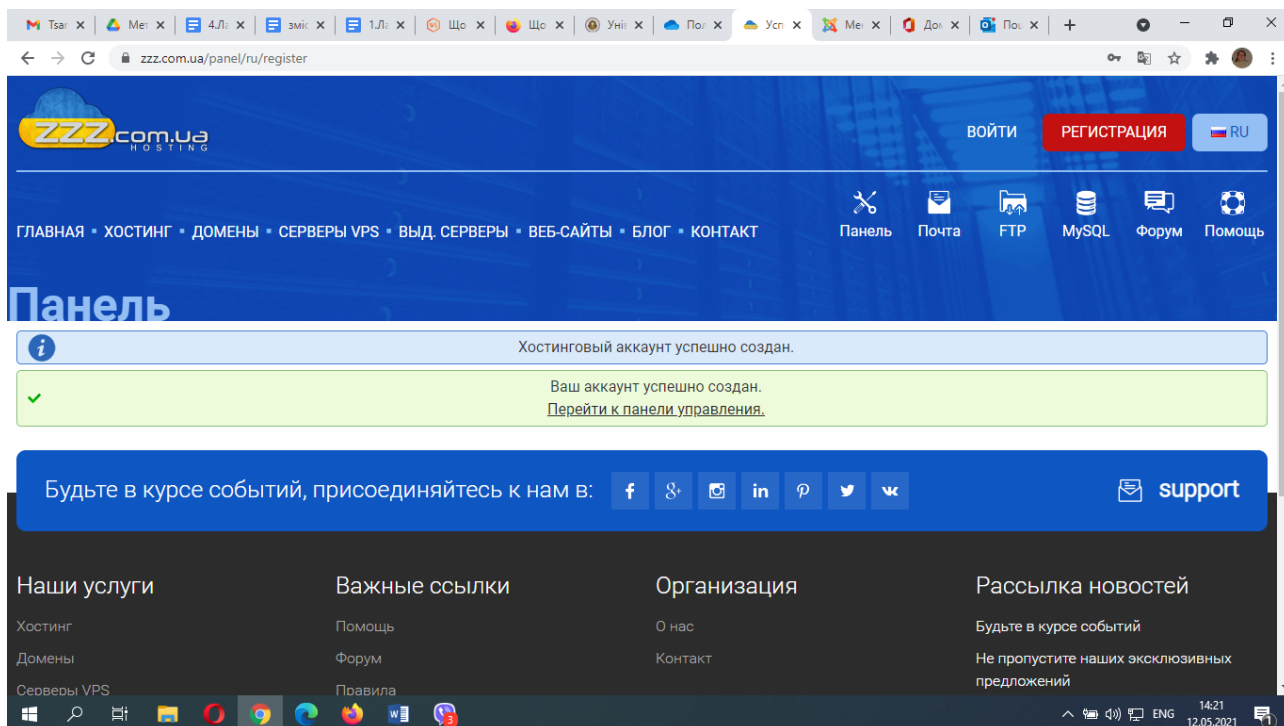 Tsar
Мет
4.Ла
зміс
1.Ла
Що
Що
Уні
Пол
Усп
Ме
Дом
Пош
zzz.com.ua/panel/ru/register
ZZZ.com.ua
HOSTING
ВОЙТИ
РЕГИСТРАЦИЯ
RU
ГЛАВНАЯ ▪ ХОСТИНГ ▪ ДОМЕНЫ ▪ СЕРВЕРЫ VPS ▪ ВЫД. СЕРВЕРЫ ▪ ВЕБ-САЙТЫ ▪ БЛОГ ▪ КОНТАКТ
Панель
Почта
FTP
MySQL
Форум
Помощь
Панель
Хостинговый аккаунт успешно создан.
Ваш аккаунт успешно создан.
Перейти к панели управления.
Будьте в курсе событий, присоединяйтесь к нам в:
support
Наши услуги
Хостинг
Домены
Серверы VPS
Важные ссылки
Помощь
Форум
Правила
Организация
О нас
Контакт
Рассылка новостей
Будьте в курсе событий
Не пропустите наших эксклюзивных
предложений
ENG
14:21
12.05.2021